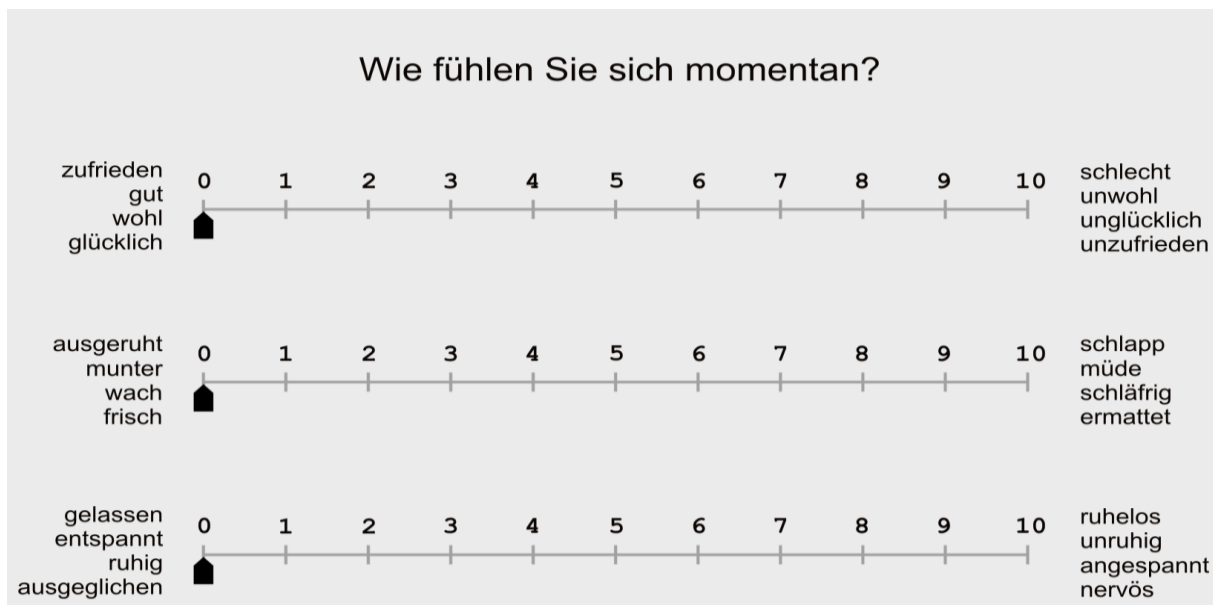 Wie fühlen Sie sich momentan?
zufrieden
gut
wohl
glücklich
0 1 2 3 4 5 6 7 8 9 10
schlecht
unwohl
unglücklich
unzufrieden
ausgeruht
munter
wach
frisch
0 1 2 3 4 5 6 7 8 9 10
schlapp
müde
schläfrig
ermattet
gelassen
entspannt
ruhig
ausgeglichen
0 1 2 3 4 5 6 7 8 9 10
ruhelos
unruhig
angespannt
nervös